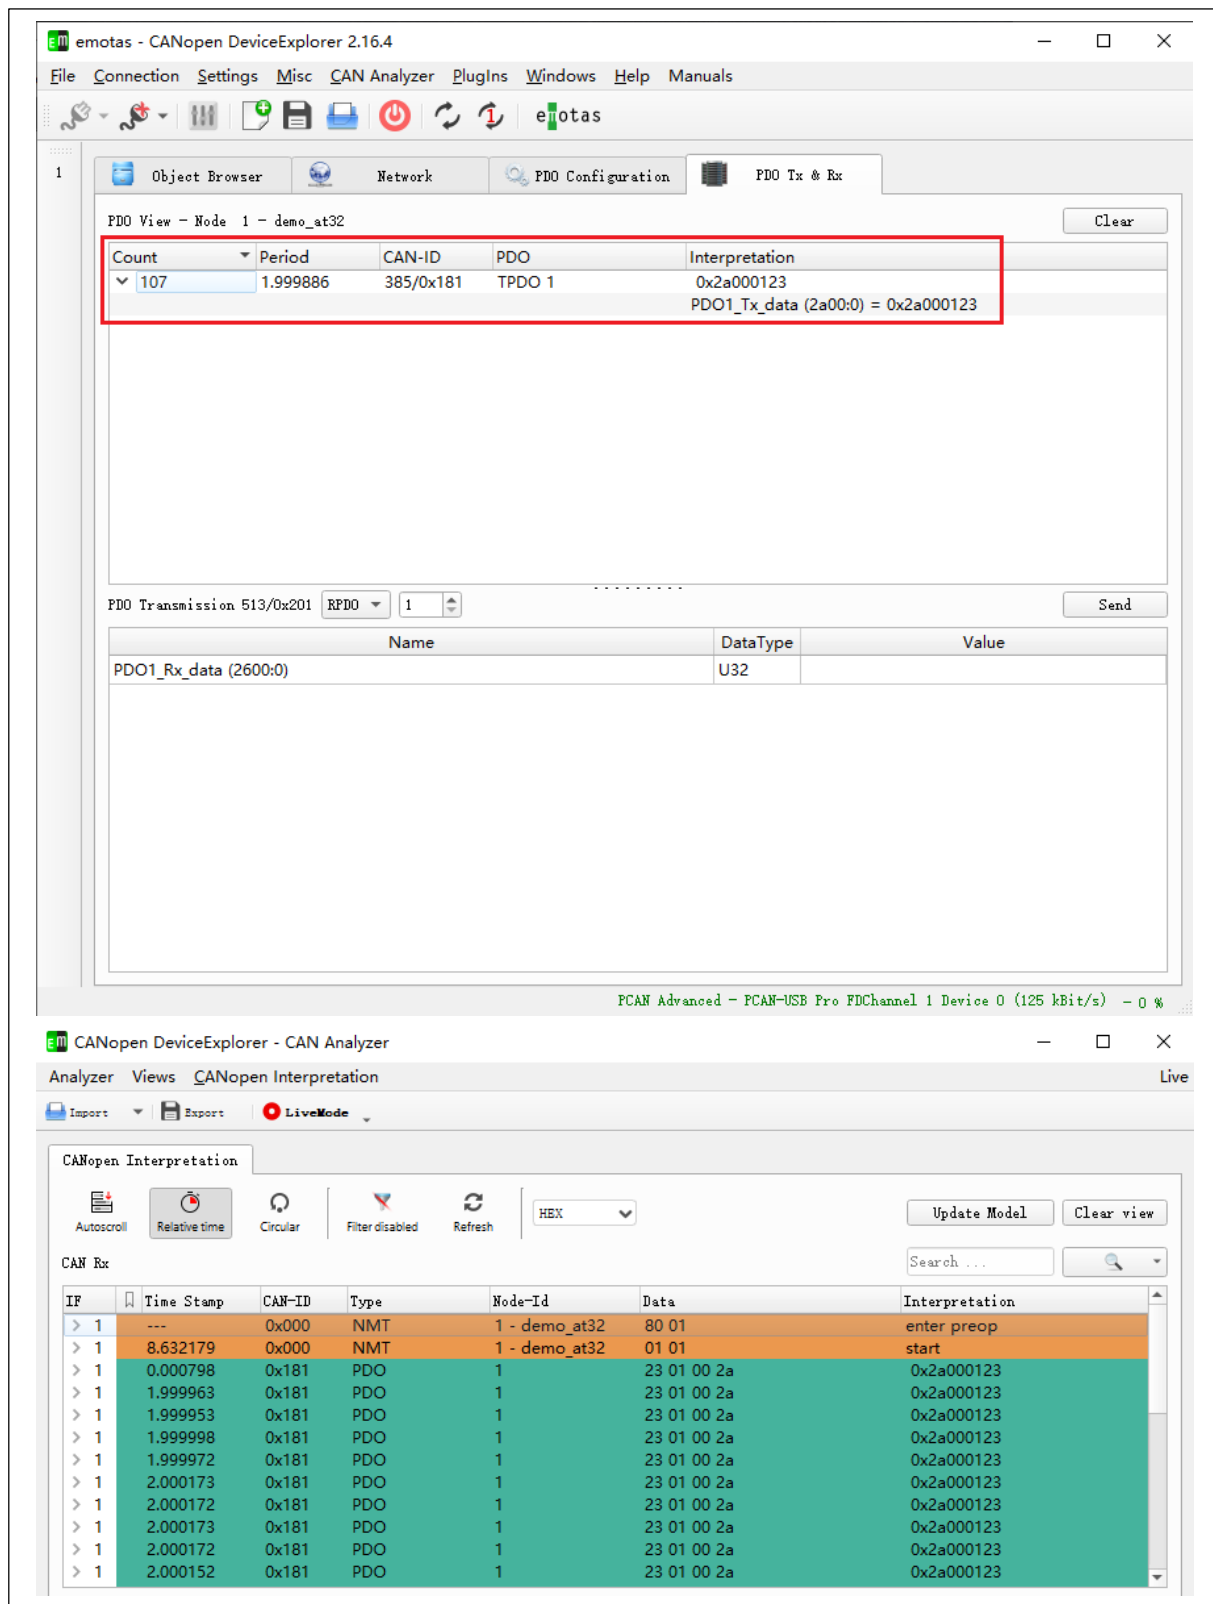 emotas - CANopen DeviceExplorer 2.16.4
File Connection Settings Misc CAN Analyzer PlugIns Windows Help Manuals
emotas
1 Object Browser Network PDO Configuration PDO Tx & Rx
PDO View - Node 1 - demo_at32 Clear
Count Period CAN-ID PDO Interpretation
107 1.999886 385/0x181 TPDO 1 0x2a000123
PDO1_Tx_data (2a00:0) = 0x2a000123
PDO Transmission 513/0x201 RPDO 1 Send
Name DataType Value
PDO1_Rx_data (2600:0) U32
PCAN Advanced - PCAN-USB Pro FDChannel 1 Device 0 (125 kBit/s) - 0 %
CANopen DeviceExplorer - CAN Analyzer
Analyzer Views CANopen Interpretation Live
Import Export LiveMode
CANopen Interpretation
Autoscroll Relative time Circular Filter disabled Refresh HEX Update Model Clear view
CAN Rx Search ...
IF Time Stamp CAN-ID Type Node-Id Data Interpretation
1 --- 0x000 NMT 1 - demo_at32 80 01 enter preop
1 8.632179 0x000 NMT 1 - demo_at32 01 01 start
1 0.000798 0x181 PDO 1 23 01 00 2a 0x2a000123
1 1.999963 0x181 PDO 1 23 01 00 2a 0x2a000123
1 1.999953 0x181 PDO 1 23 01 00 2a 0x2a000123
1 1.999998 0x181 PDO 1 23 01 00 2a 0x2a000123
1 1.999972 0x181 PDO 1 23 01 00 2a 0x2a000123
1 2.000173 0x181 PDO 1 23 01 00 2a 0x2a000123
1 2.000172 0x181 PDO 1 23 01 00 2a 0x2a000123
1 2.000173 0x181 PDO 1 23 01 00 2a 0x2a000123
1 2.000172 0x181 PDO 1 23 01 00 2a 0x2a000123
1 2.000152 0x181 PDO 1 23 01 00 2a 0x2a000123